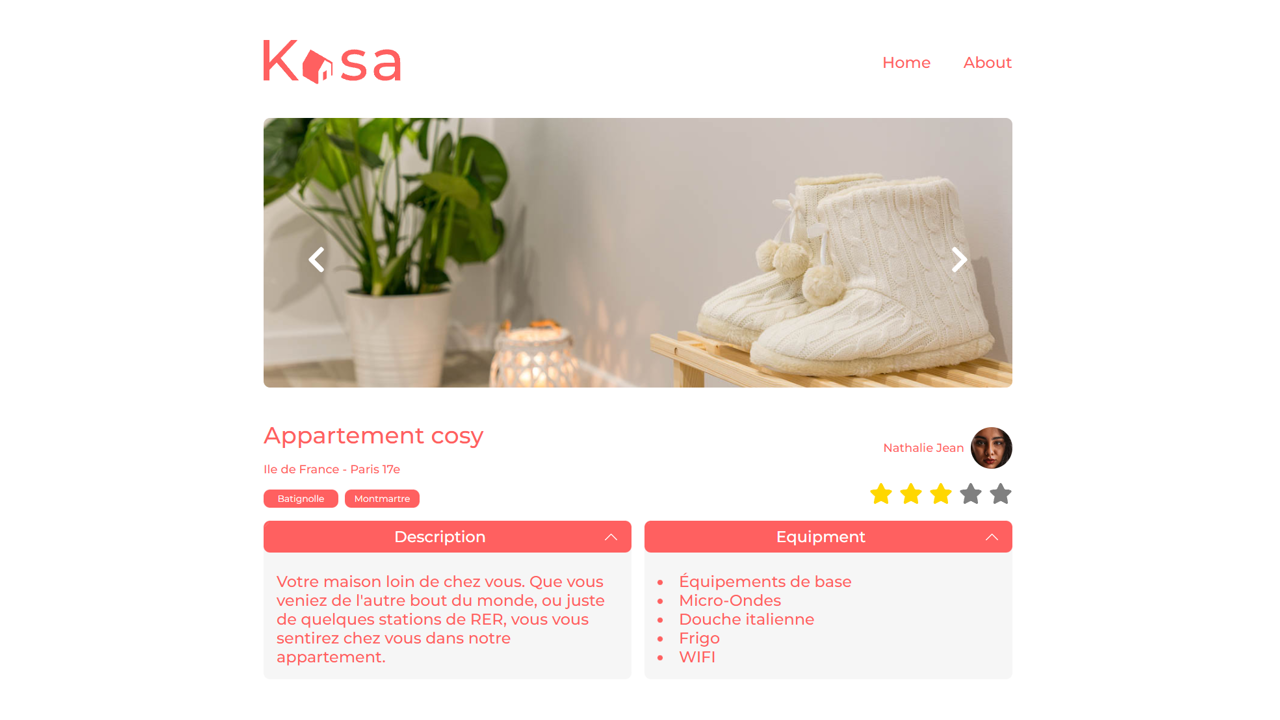 Kasa
Home
About
Appartement cosy
Ile de France - Paris 17e
Batignolle
Montmartre
Nathalie Jean
Description
Votre maison loin de chez vous. Que vous
veniez de l'autre bout du monde, ou juste
de quelques stations de RER, vous vous
sentirez chez vous dans notre
appartement.
Equipment
Équipements de base
Micro-Ondes
Douche italienne
Frigo
WIFI